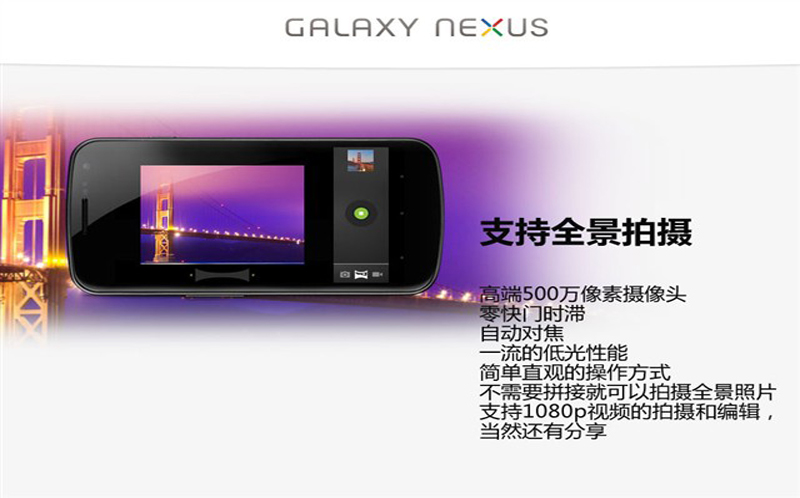 GALAXY NEXUS
支持全景拍摄
高端500万像素摄像头
零快门时滞
自动对焦
一流的低光性能
简单直观的操作方式
不需要拼接就可以拍摄全景照片
支持1080p视频的拍摄和编辑，
当然还有分享